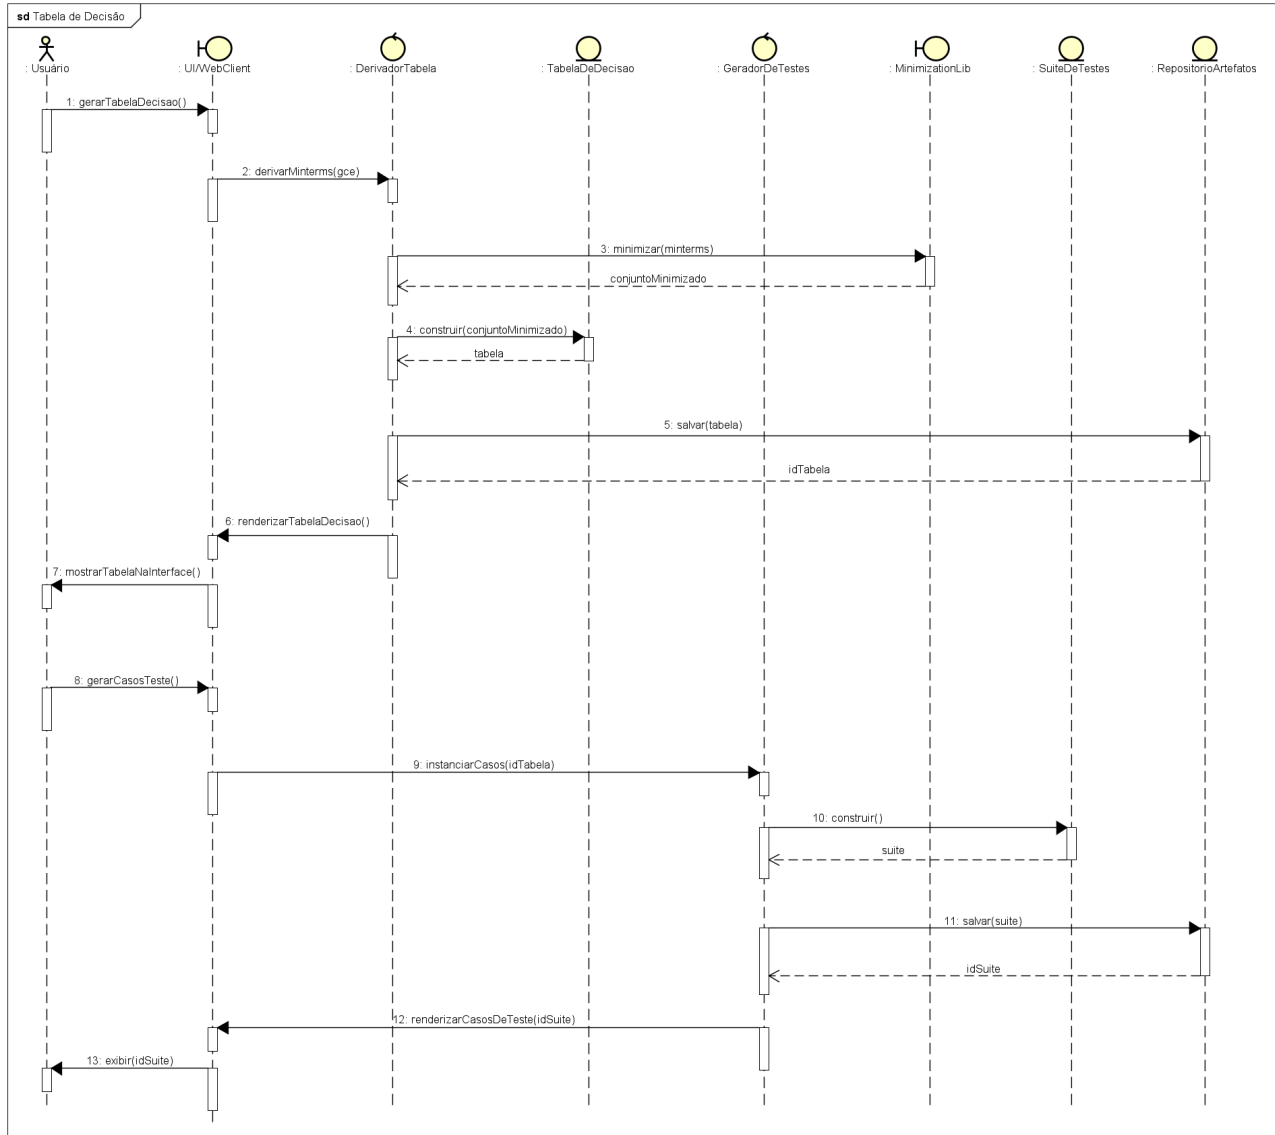 sd Tabela de Decisão
: Usuário
: UI/WebClient
: DerivadorTabela
: TabelaDeDecisao
: GeradorDeTestes
: MinimizationLib
: SuiteDeTestes
: RepositorioArtefatos
1: gerarTabelaDecisao()
2: derivarMinterms(gce)
3: minimizar(minterms)
conjuntoMinimizado
4: construir(conjuntoMinimizado)
tabela
5: salvar(tabela)
idTabela
6: renderizarTabelaDecisao()
7: mostrarTabelaNaInterface()
8: gerarCasosTeste()
9: instanciarCasos(idTabela)
10: construir()
suite
11: salvar(suite)
idSuite
12: renderizarCasosDeTeste(idSuite)
13: exibir(idSuite)